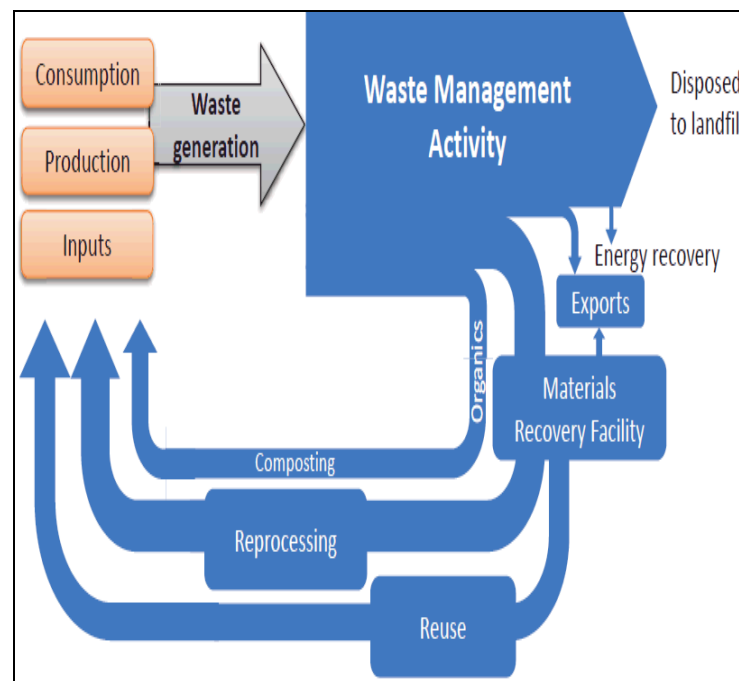 Consumption
Production
Inputs
Waste
generation
Waste Management
Activity
Disposed
to landfil
Energy recovery
Exports
Materials
Recovery Facility
Organics
Composting
Reprocessing
Reuse